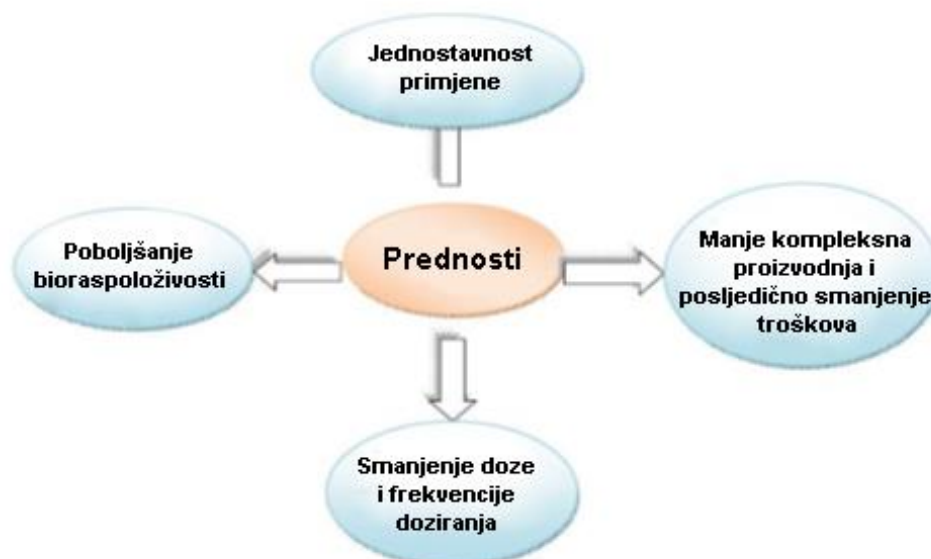 Jednostavnost
primjene
Poboljšanje
bioraspoloživosti
Prednosti
Manje kompleksna
proizvodnja i
posljedično smanjenje
troškova
Smanjenje doze
i frekvencije
doziranja